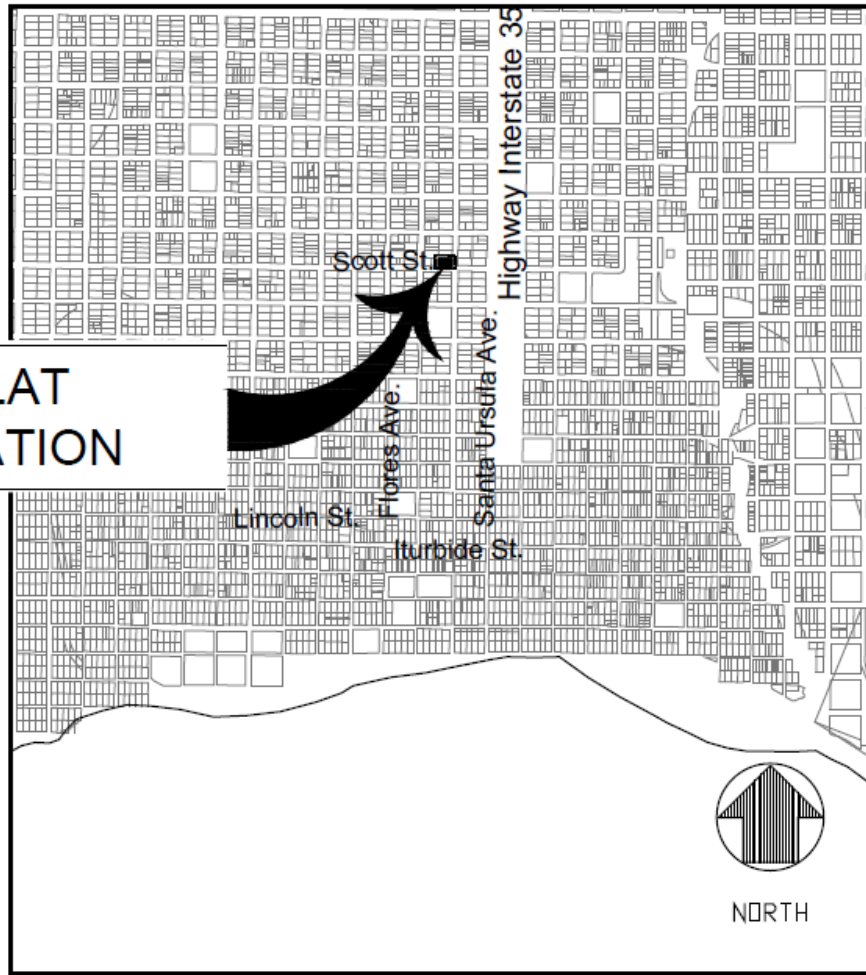 Highway Interstate 35
Scott St.
LAT
ATION
Flores Ave.
Santa Ursula Ave.
Lincoln St.
Iturbide St.
NORTH